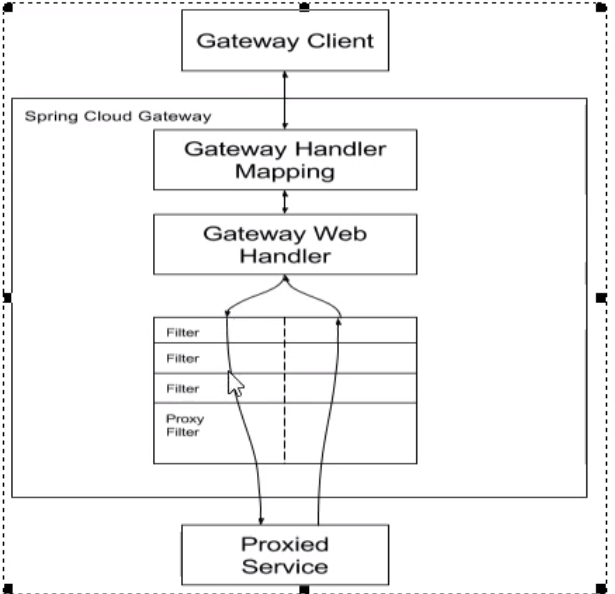 Gateway Client
Spring Cloud Gateway
Gateway Handler
Mapping
Gateway Web
Handler
Filter
Filter
Filter
Proxy
Filter
Proxied
Service